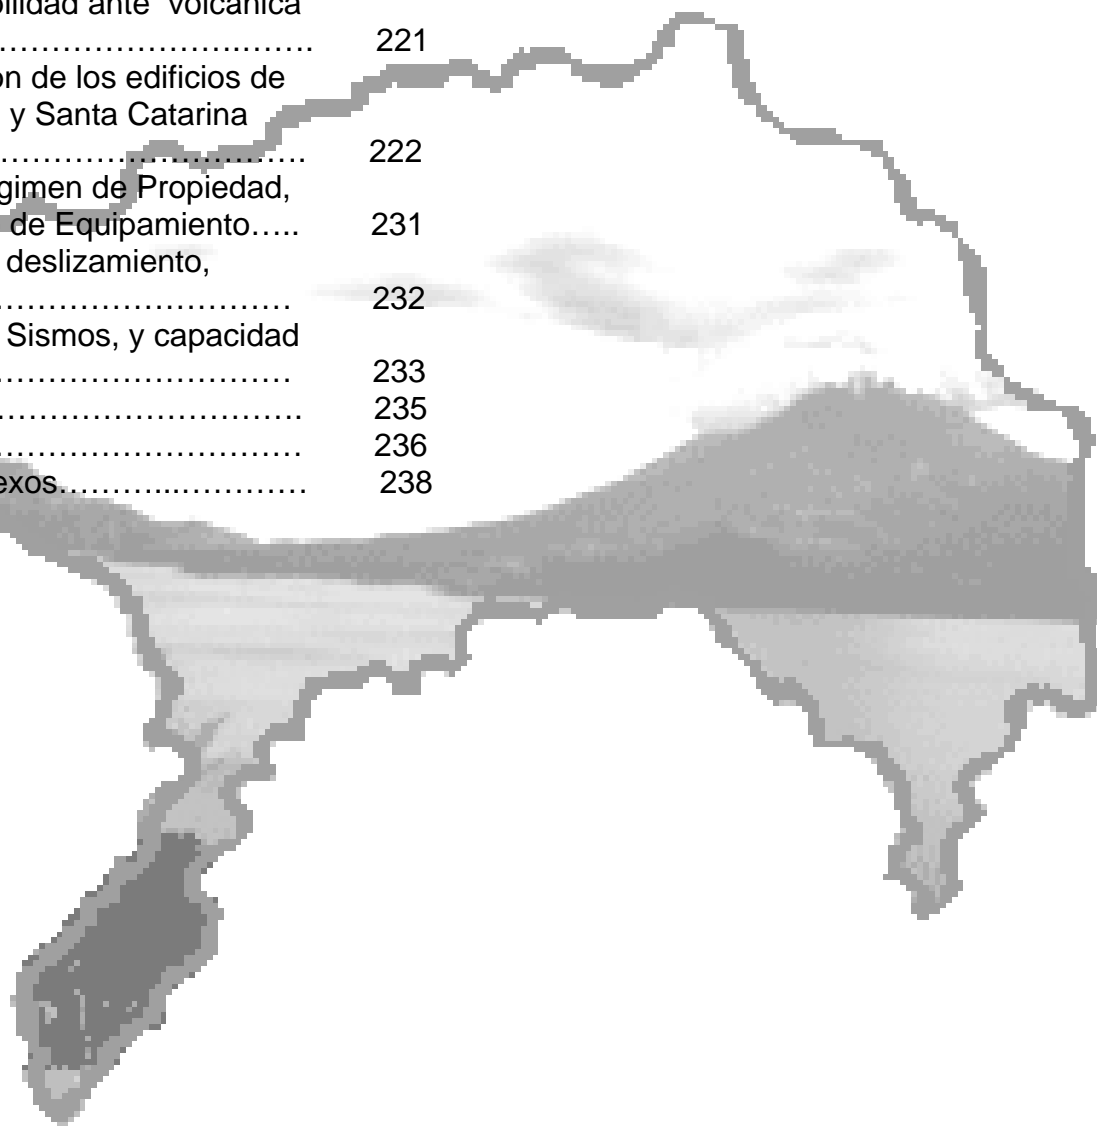 bilidad ante volcánica
…………………….……. 221
ón de los edificios de
y Santa Catarina
………….………….… 222
gimen de Propiedad,
de Equipamiento….. 231
deslizamiento,
………………………… 232
Sismos, y capacidad
………………………… 233
…………………………. 235
………………………… 236
exos………....………… 238